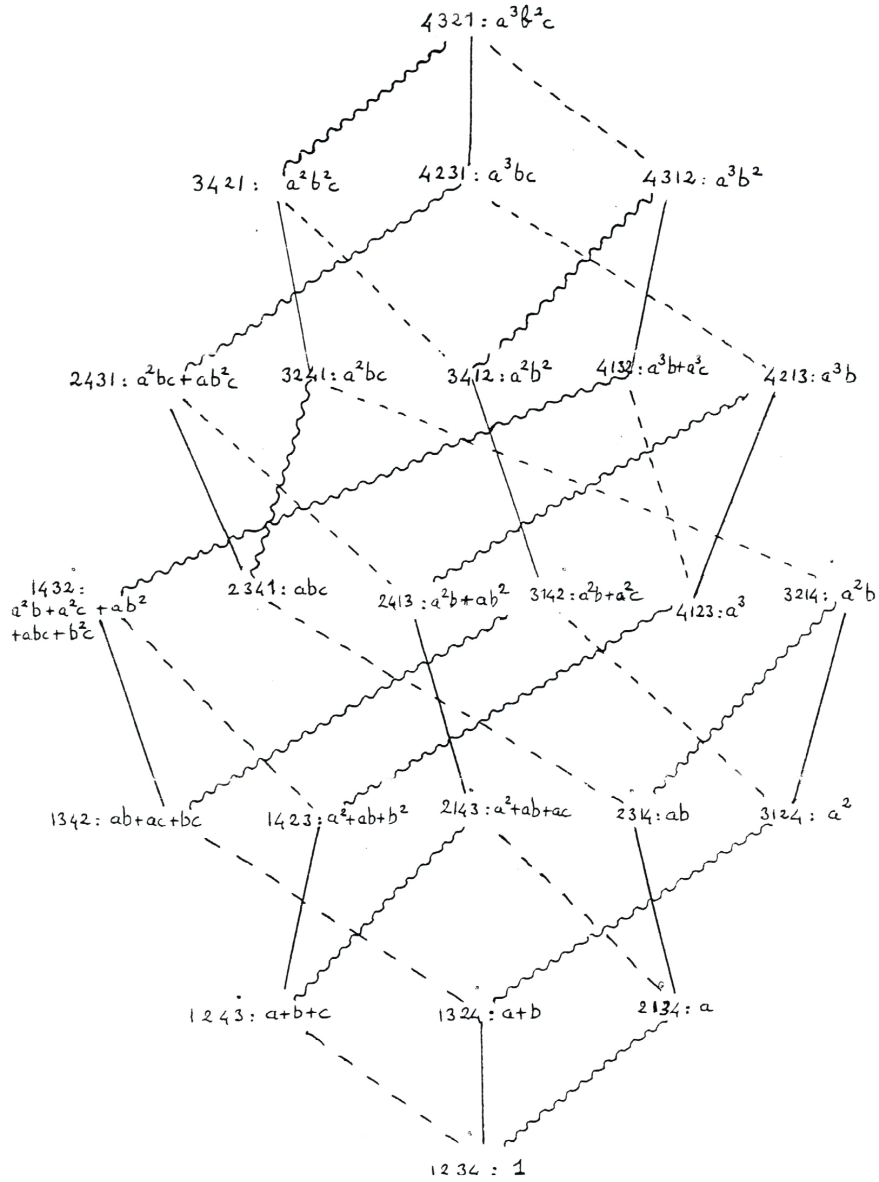 4321: a³b²c
3421: a²b²c
4231: a³bc
4312: a³b²
2431: a²bc+ab²c
3241: a²bc
3412: a²b²
4132: a³b+a³c
4213: a³b
1432:
a²b+a²c+ab²
+abc+b²c
2341: abc
2413: a²b+ab²
3142: a²b+a²c
4123: a³
3214: a²b
1342: ab+ac+bc
1423: a²+ab+b²
2143: a²+ab+ac
2314: ab
3124: a²
1243: a+b+c
1324: a+b
2134: a
1234: 1